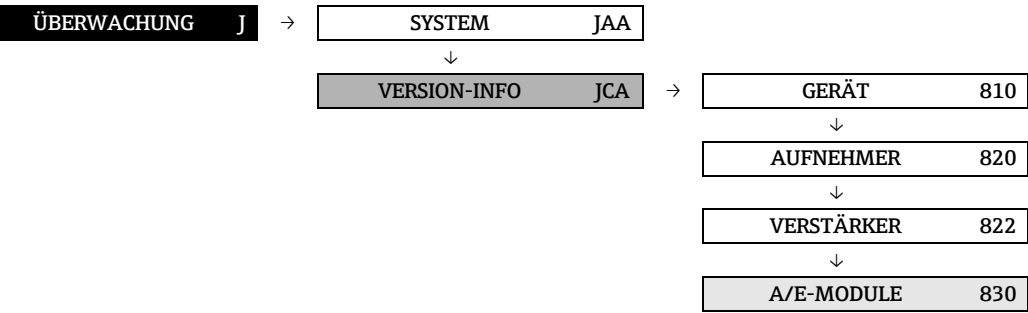 ÜBERWACHUNG J → SYSTEM JAA
↓
VERSION-INFO JCA → GERÄT 810
↓
AUFNEHMER 820
↓
VERSTÄRKER 822
↓
A/E-MODULE 830